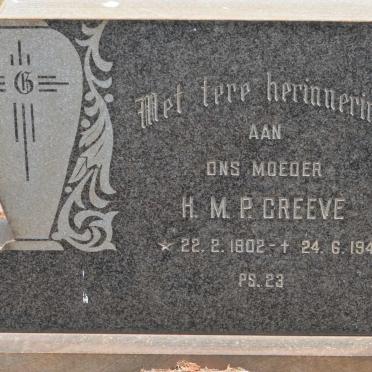 G
Met tere herinnerin
AAN
ONS MOEDER
H. M. P. GREEVE
* 22. 2. 1802 - + 24. 6. 194
PS. 23